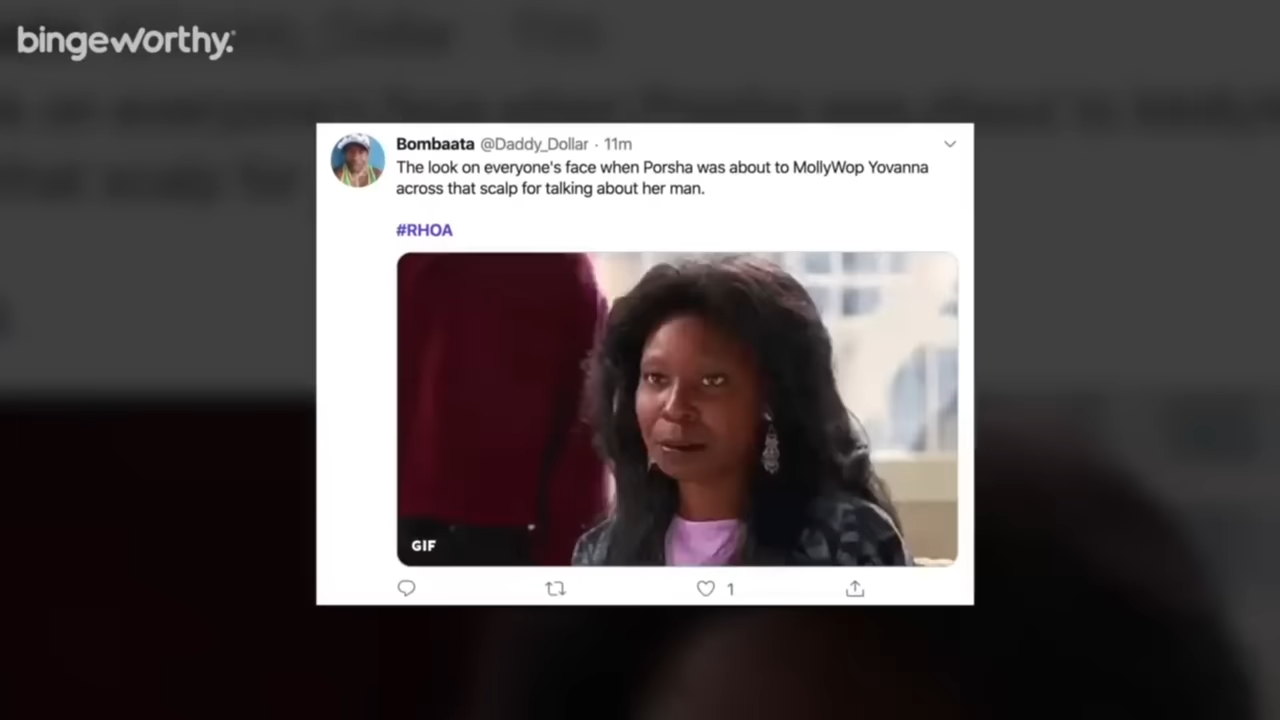 bingeworthy.
Bombaata @Daddy_Dollar · 11m
The look on everyone's face when Porsha was about to MollyWop Yovanna
across that scalp for talking about her man.
#RHOA
GIF
1